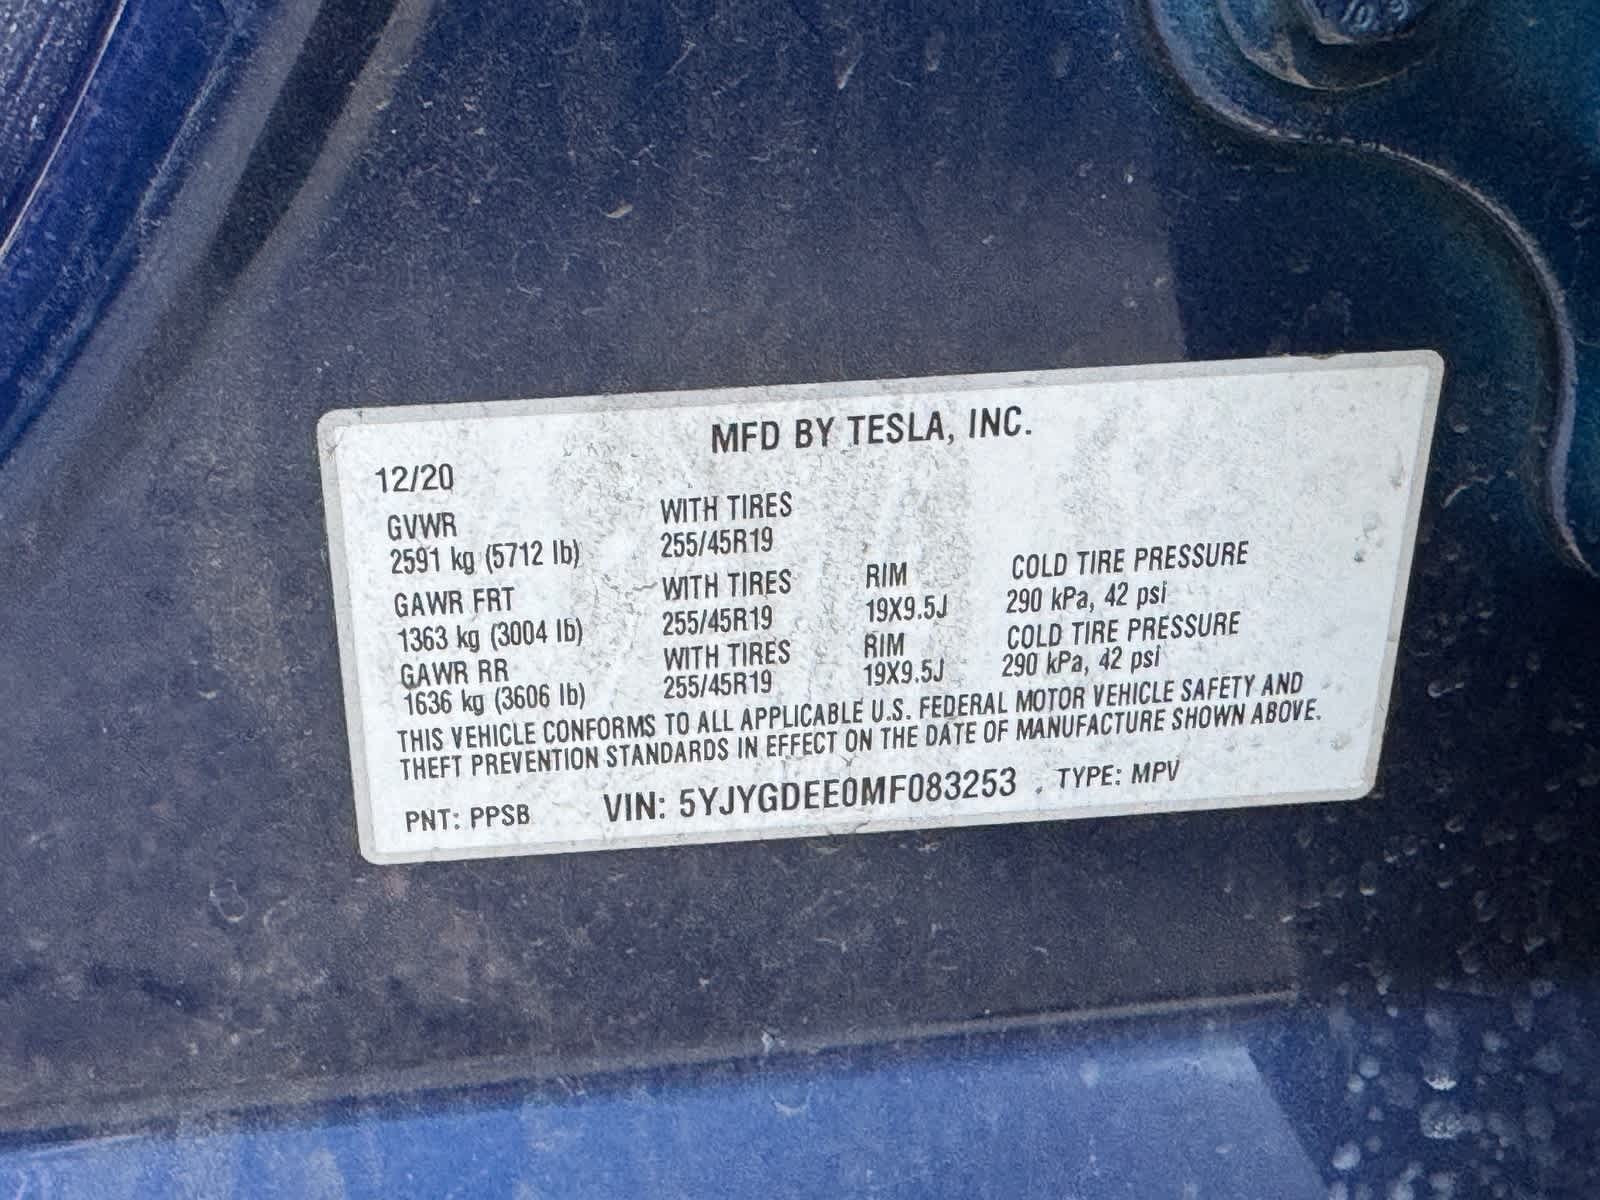 MFD BY TESLA, INC.
12/20
GVWR WITH TIRES
2591 kg (5712 lb) 255/45R19
GAWR FRT WITH TIRES RIM COLD TIRE PRESSURE
1363 kg (3004 lb) 255/45R19 19X9.5J 290 kPa, 42 psi
GAWR RR WITH TIRES RIM COLD TIRE PRESSURE
1636 kg (3606 lb) 255/45R19 19X9.5J 290 kPa, 42 psi
THIS VEHICLE CONFORMS TO ALL APPLICABLE U.S. FEDERAL MOTOR VEHICLE SAFETY AND
THEFT PREVENTION STANDARDS IN EFFECT ON THE DATE OF MANUFACTURE SHOWN ABOVE.
PNT: PPSB VIN: 5YJYGDEE0MF083253 TYPE: MPV